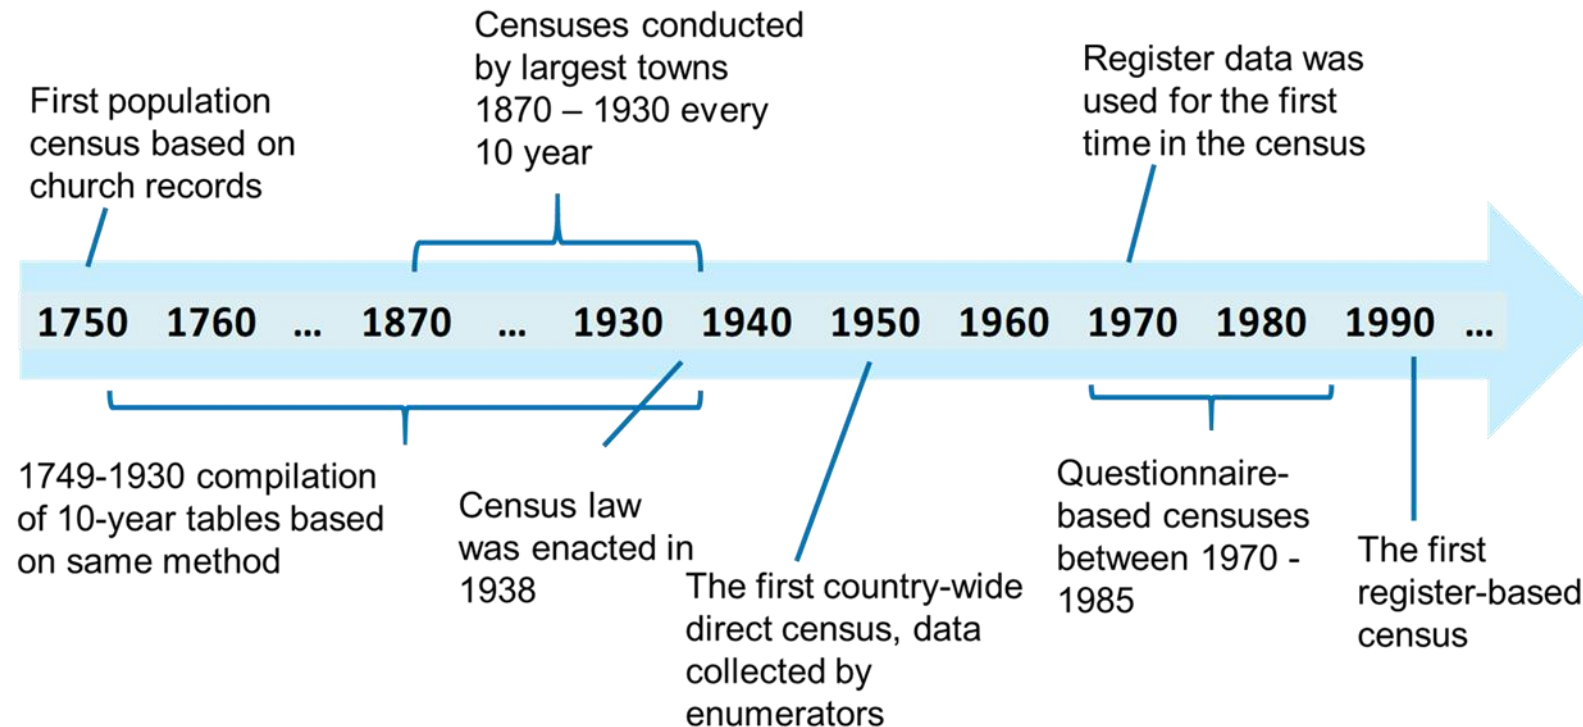 Censuses conducted
by largest towns
1870 – 1930 every
10 year
First population
census based on
church records
Register data was
used for the first
time in the census
1750 1760 ... 1870 ... 1930 1940 1950 1960 1970 1980 1990 ...
1749-1930 compilation
of 10-year tables based
on same method
Census law
was enacted in
1938
The first country-wide
direct census, data
collected by
enumerators
Questionnaire-
based censuses
between 1970 -
1985
The first
register-based
census